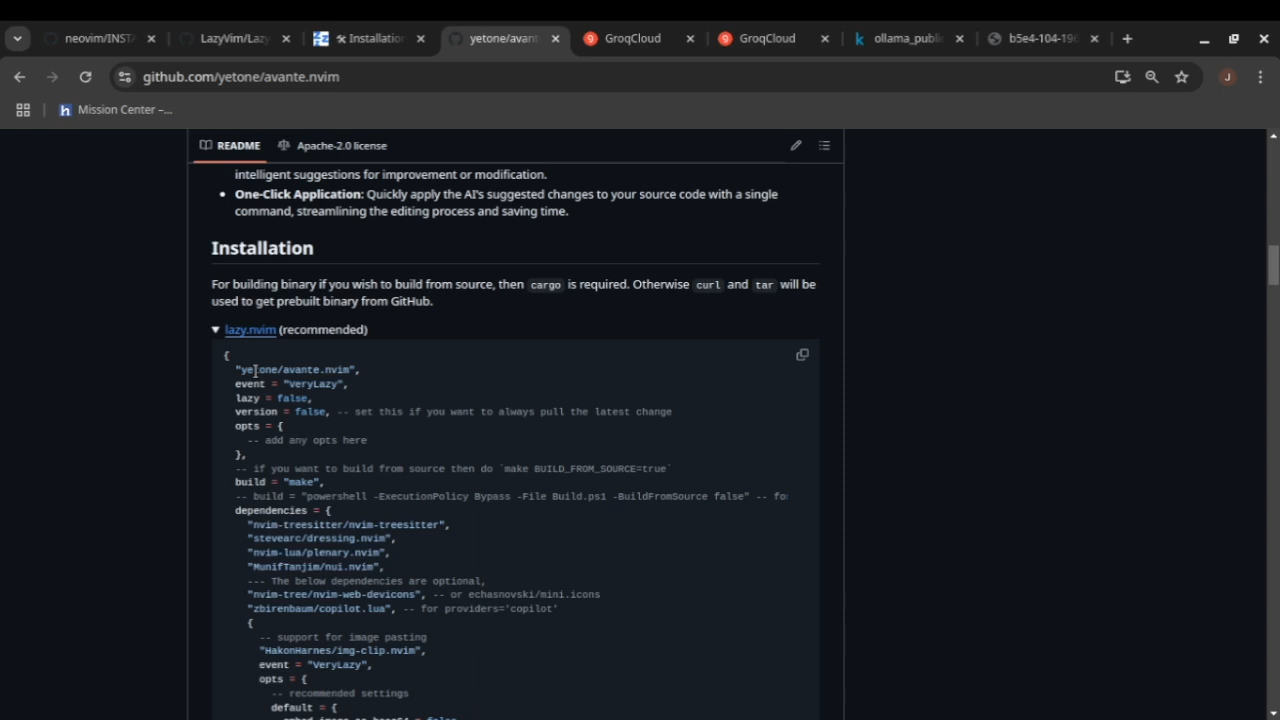 neovim/INSTA
LazyVim/Lazy
🛠 Installation
yetone/avant
GroqCloud
GroqCloud
ollama_publi
b5e4-104-196
github.com/yetone/avante.nvim
J
Mission Center –...
README
Apache-2.0 license
intelligent suggestions for improvement or modification.
• One-Click Application: Quickly apply the AI's suggested changes to your source code with a single
command, streamlining the editing process and saving time.
Installation
For building binary if you wish to build from source, then cargo is required. Otherwise curl and tar will be
used to get prebuilt binary from GitHub.
lazy.nvim (recommended)
{
"yetone/avante.nvim",
event = "VeryLazy",
lazy = false,
version = false, -- set this if you want to always pull the latest change
opts = {
-- add any opts here
},
-- if you want to build from source then do `make BUILD_FROM_SOURCE=true`
build = "make",
-- build = "powershell -ExecutionPolicy Bypass -File Build.ps1 -BuildFromSource false" -- for
dependencies = {
"nvim-treesitter/nvim-treesitter",
"stevearc/dressing.nvim",
"nvim-lua/plenary.nvim",
"MunifTanjim/nui.nvim",
--- The below dependencies are optional,
"nvim-tree/nvim-web-devicons", -- or echasnovski/mini.icons
"zbirenbaum/copilot.lua", -- for providers='copilot'
{
-- support for image pasting
"HakonHarnes/img-clip.nvim",
event = "VeryLazy",
opts = {
-- recommended settings
default = {